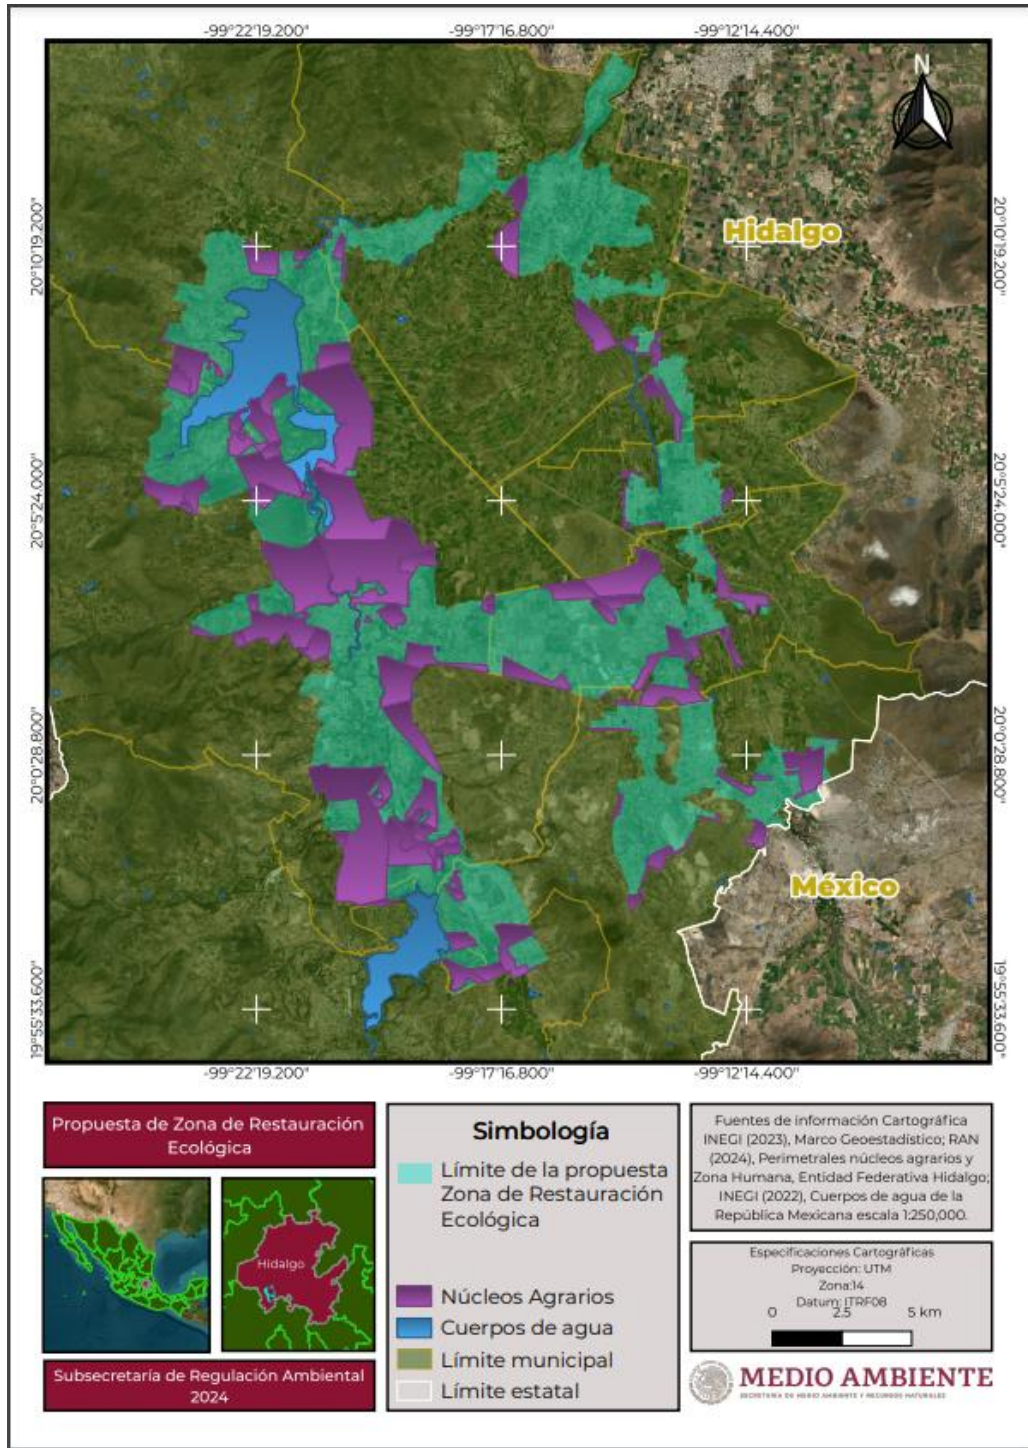 -99°22'19.200"
-99°17'16.800"
-99°12'14.400"
N
20°10'19.200"
20°10'19.200"
Hidalgo
20°5'24.000"
20°5'24.000"
20°0'28.800"
20°0'28.800"
México
19°55'33.600"
19°55'33.600"
-99°22'19.200"
-99°17'16.800"
-99°12'14.400"
Propuesta de Zona de Restauración
Ecológica
Hidalgo
Subsecretaría de Regulación Ambiental
2024
Simbología
Límite de la propuesta
Zona de Restauración
Ecológica
Núcleos Agrarios
Cuerpos de agua
Límite municipal
Límite estatal
Fuentes de información Cartográfica
INEGI (2023), Marco Geoestadístico; RAN
(2024), Perimetrales núcleos agrarios y
Zona Humana, Entidad Federativa Hidalgo;
INEGI (2022), Cuerpos de agua de la
República Mexicana escala 1:250,000.
Especificaciones Cartográficas
Proyección: UTM
Zona:14
Datum: ITRF08
0 2.5 5 km
MEDIO AMBIENTE
SECRETARÍA DE MEDIO AMBIENTE Y RECURSOS NATURALES